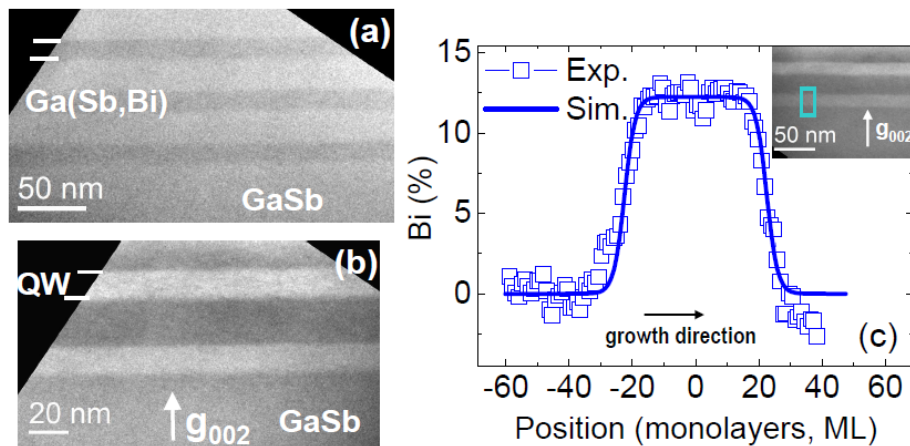 (a)
Ga(Sb,Bi)
50 nm
GaSb
(b)
QW
20 nm
g002
GaSb
15
10
5
0
Bi (%)
Exp.
Sim.
50 nm
g002
growth direction
(c)
-60 -40 -20 0 20 40 60
Position (monolayers, ML)